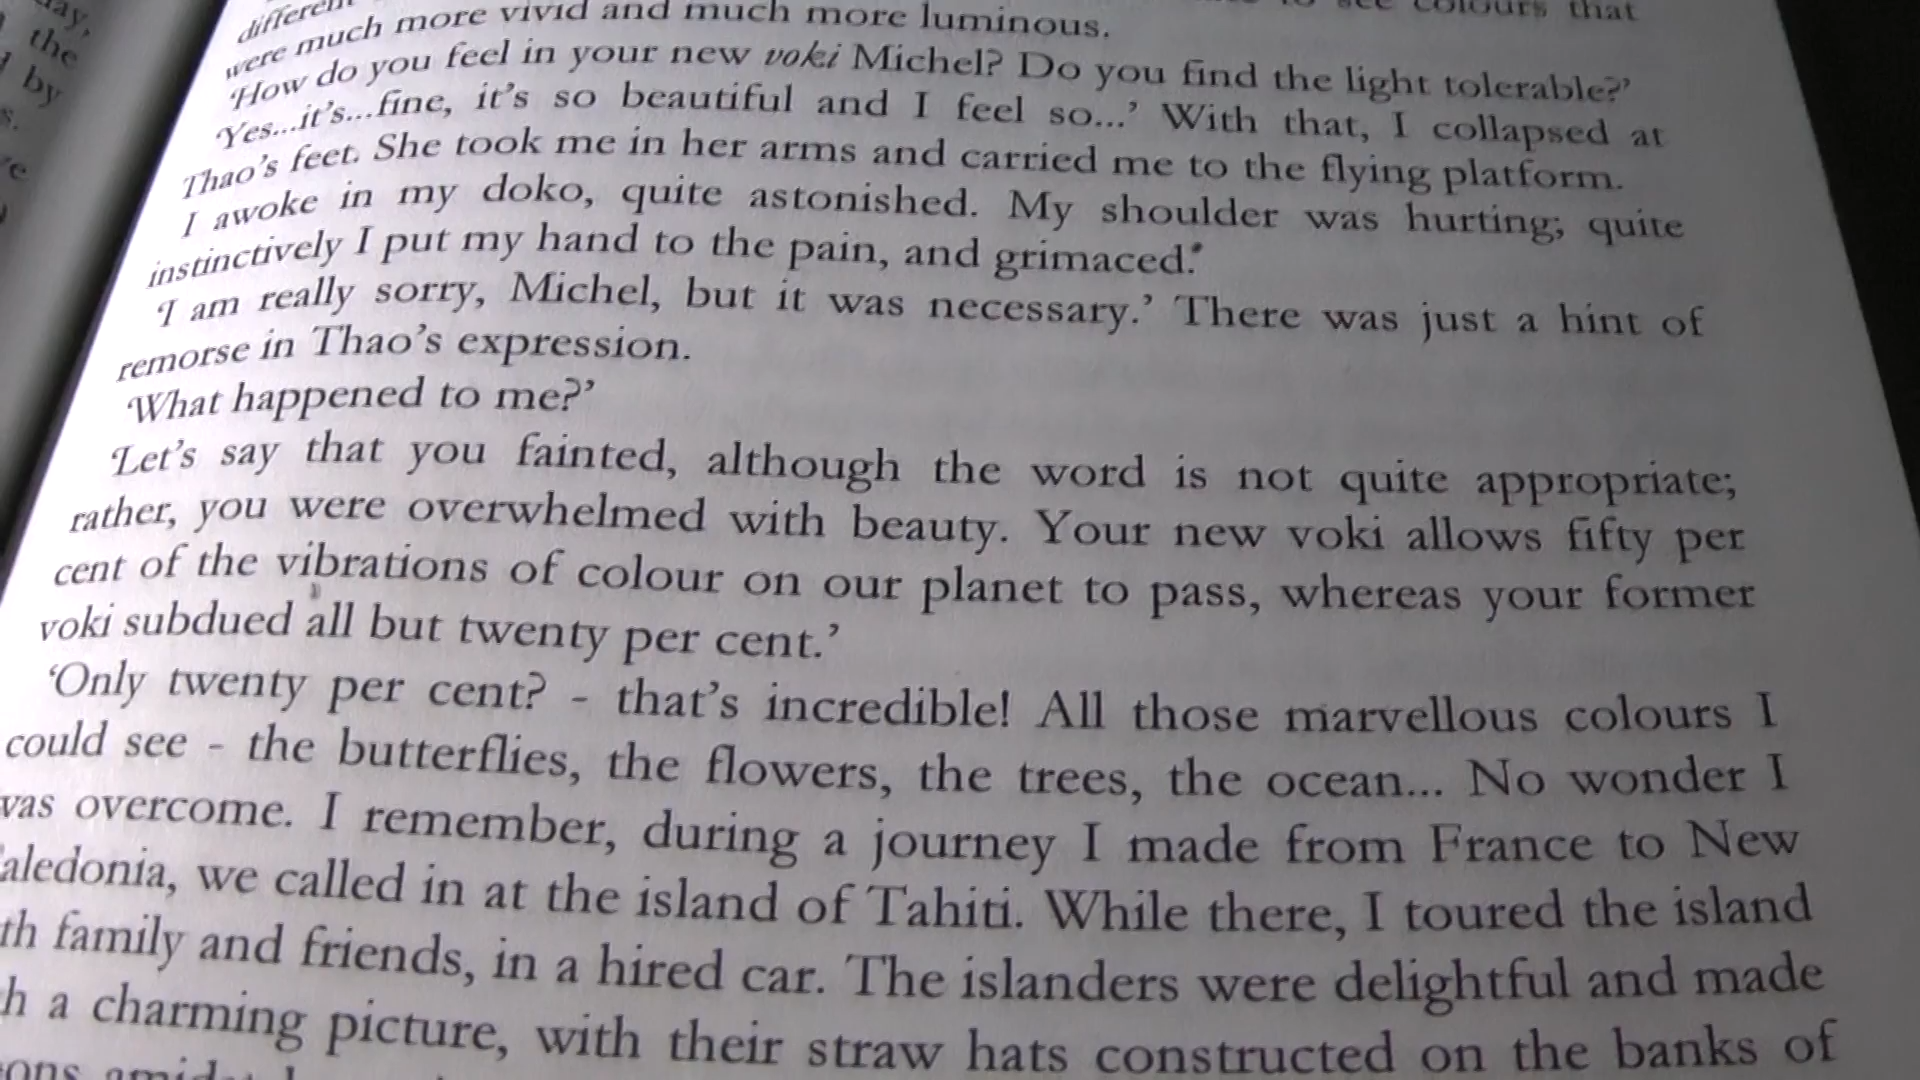 ay,
the
by
s.
different to see colours that
were much more vivid and much more luminous.
'How do you feel in your new voki Michel? Do you find the light tolerable?'
'Yes...it's...fine, it's so beautiful and I feel so...' With that, I collapsed at
Thao's feet. She took me in her arms and carried me to the flying platform.
I awoke in my doko, quite astonished. My shoulder was hurting; quite
instinctively I put my hand to the pain, and grimaced.'
'I am really sorry, Michel, but it was necessary.' There was just a hint of
remorse in Thao's expression.
'What happened to me?'
'Let's say that you fainted, although the word is not quite appropriate;
rather, you were overwhelmed with beauty. Your new voki allows fifty per
cent of the vibrations of colour on our planet to pass, whereas your former
voki subdued all but twenty per cent.'
'Only twenty per cent? - that's incredible! All those marvellous colours I
could see - the butterflies, the flowers, the trees, the ocean... No wonder I
was overcome. I remember, during a journey I made from France to New
aledonia, we called in at the island of Tahiti. While there, I toured the island
th family and friends, in a hired car. The islanders were delightful and made
h a charming picture, with their straw hats constructed on the banks of